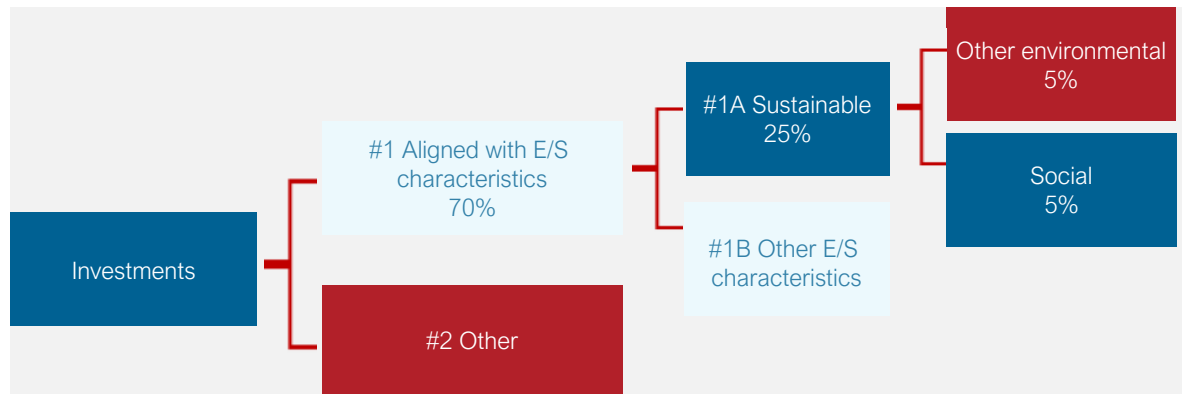 Investments
#1 Aligned with E/S
characteristics
70%
#2 Other
#1A Sustainable
25%
#1B Other E/S
characteristics
Other environmental
5%
Social
5%